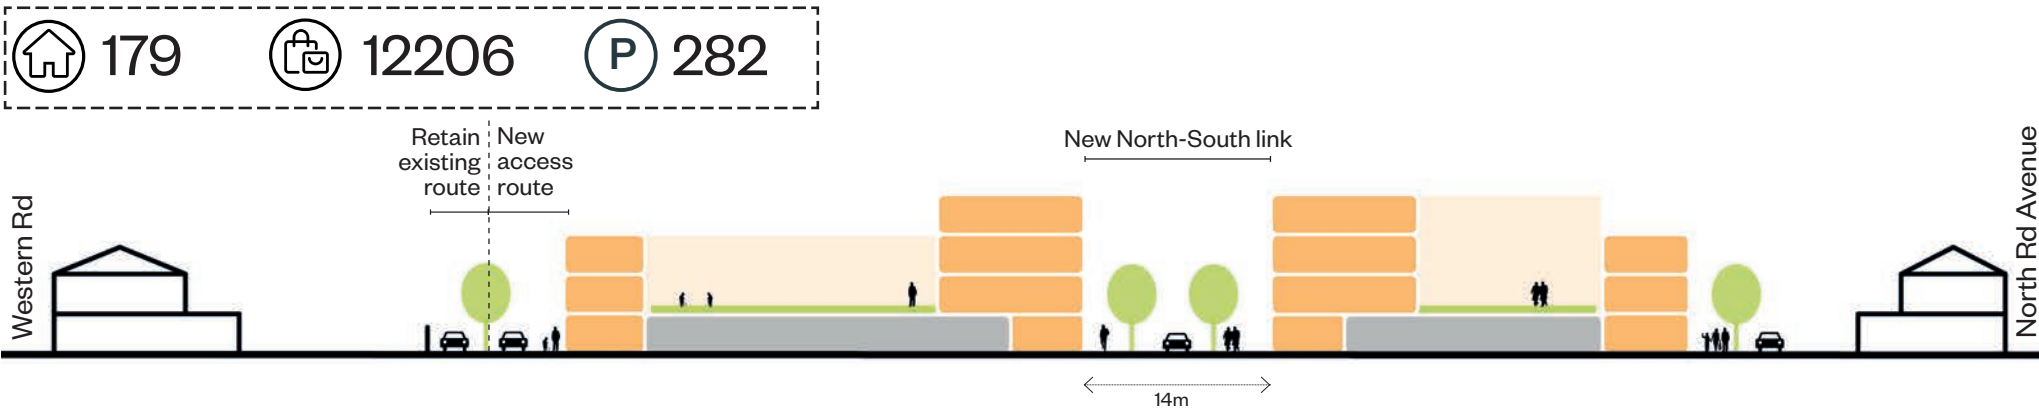 179
12206
P 282
Retain
existing
route
New
access
route
New North-South link
Western Rd
North Rd Avenue
14m